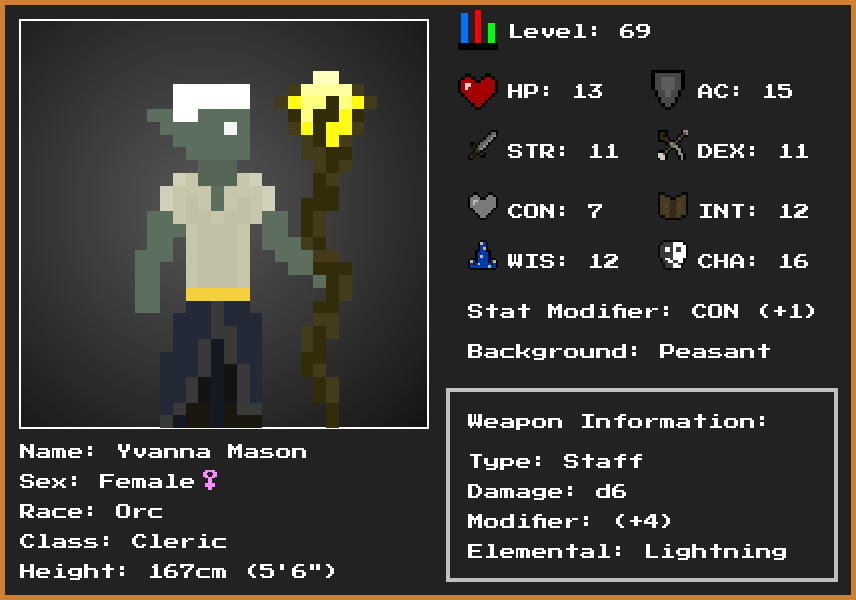 Level: 69
HP: 13 AC: 15
STR: 11 DEX: 11
CON: 7 INT: 12
WIS: 12 CHA: 16
Stat Modifier: CON (+1)
Background: Peasant
Weapon Information:
Type: Staff
Damage: d6
Modifier: (+4)
Elemental: Lightning
Name: Yvanna Mason
Sex: Female♀
Race: Orc
Class: Cleric
Height: 167cm (5'6")